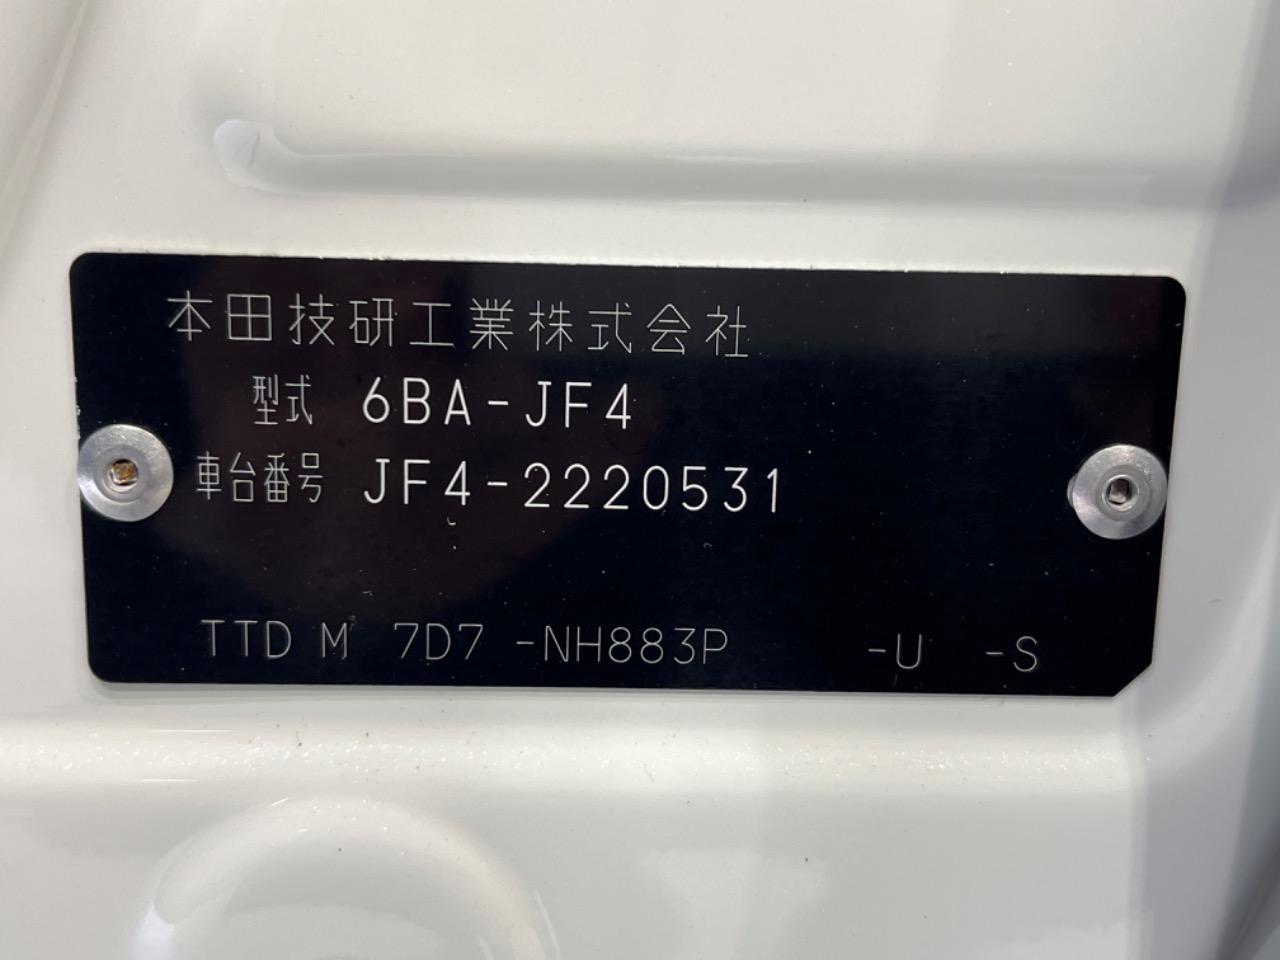 本田技研工業株式会社
型式 6BA-JF4
車台番号 JF4-2220531
TTD M 7D7 -NH883P -U -S